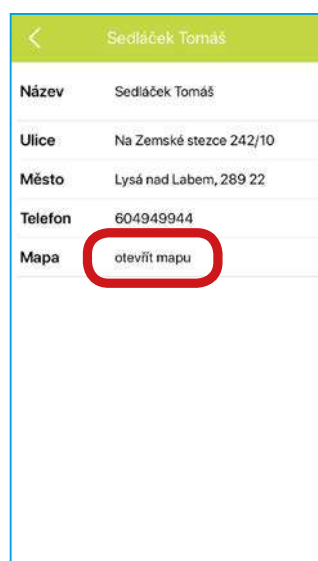 Sedláček Tomáš
Název Sedláček Tomáš
Ulice Na Zemské stezce 242/10
Město Lysá nad Labem, 289 22
Telefon 604949944
Mapa otevřít mapu